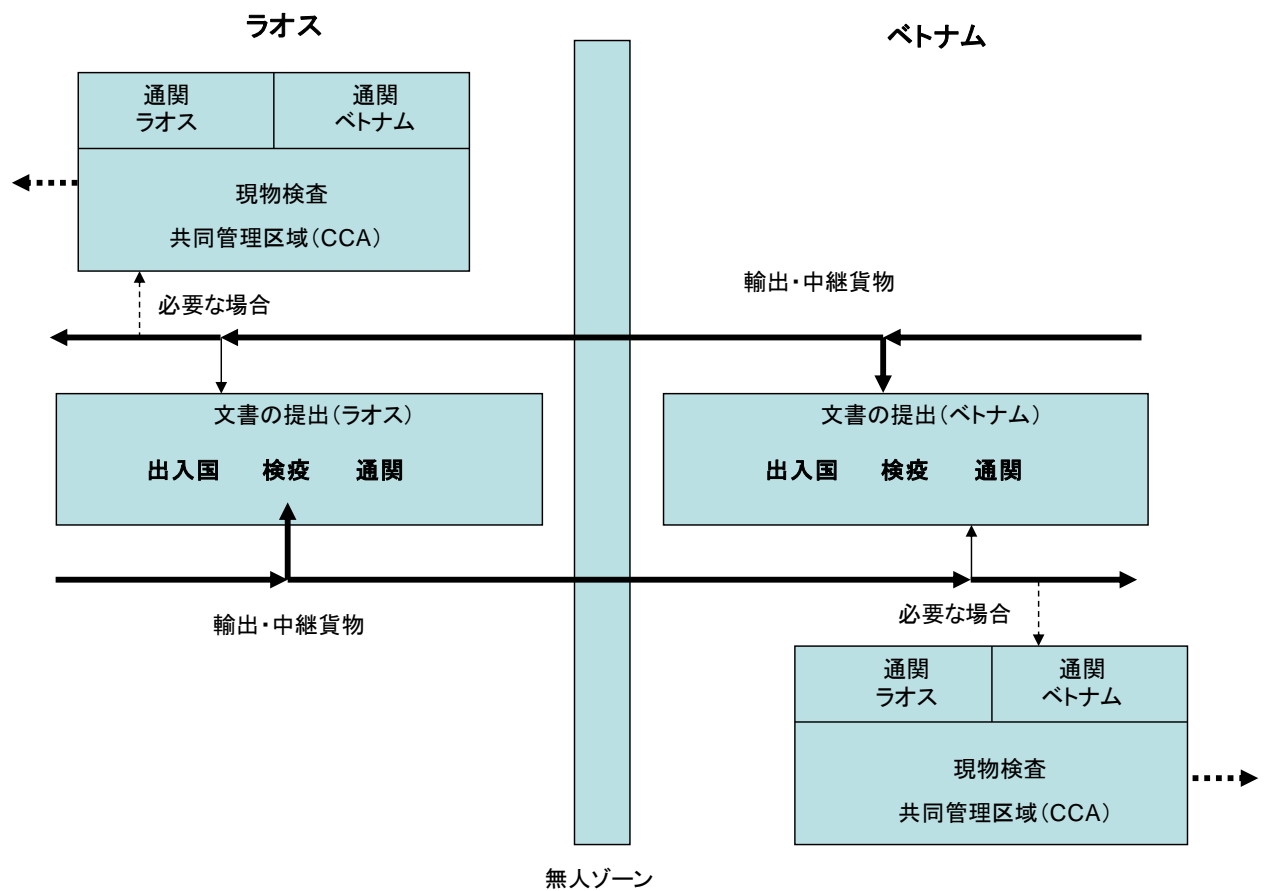 ラオス
ベトナム
通関
ラオス
通関
ベトナム
現物検査
共同管理区域(CCA)
必要な場合
輸出・中継貨物
文書の提出(ラオス)
出入国 検疫 通関
文書の提出(ベトナム)
出入国 検疫 通関
輸出・中継貨物
必要な場合
通関
ラオス
通関
ベトナム
現物検査
共同管理区域(CCA)
無人ゾーン